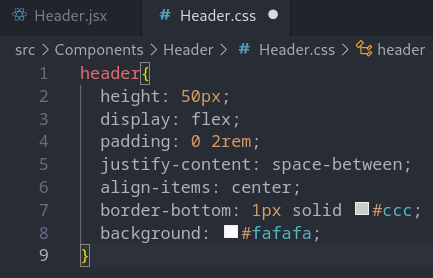 Header.jsx # Header.css
src > Components > Header > # Header.css > header
1 header{
2 height: 50px;
3 display: flex;
4 padding: 0 2rem;
5 justify-content: space-between;
6 align-items: center;
7 border-bottom: 1px solid #ccc;
8 background: #fafafa;
9 }